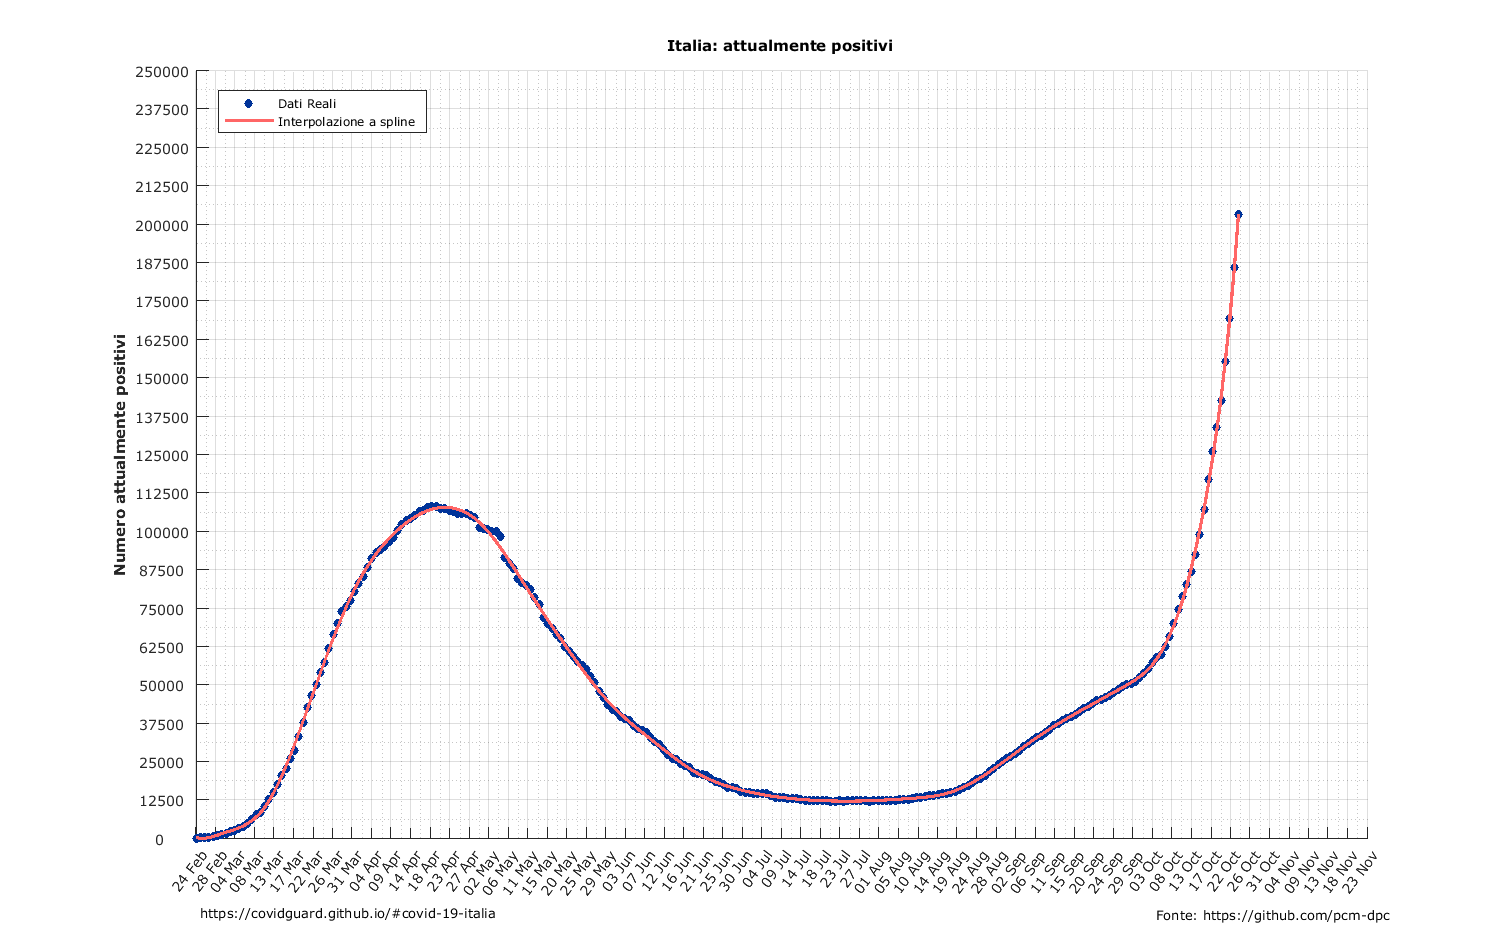 Italia: attualmente positivi
Numero attualmente positivi
250000
237500
225000
212500
200000
187500
175000
162500
150000
137500
125000
112500
100000
87500
75000
62500
50000
37500
25000
12500
0
Dati Reali
Interpolazione a spline
24 Feb
28 Feb
04 Mar
08 Mar
13 Mar
17 Mar
22 Mar
26 Mar
31 Mar
04 Apr
09 Apr
14 Apr
18 Apr
23 Apr
27 Apr
02 May
06 May
11 May
15 May
20 May
25 May
29 May
03 Jun
07 Jun
12 Jun
16 Jun
21 Jun
25 Jun
30 Jun
04 Jul
09 Jul
14 Jul
18 Jul
23 Jul
27 Jul
01 Aug
05 Aug
10 Aug
14 Aug
19 Aug
24 Aug
28 Aug
02 Sep
06 Sep
11 Sep
15 Sep
20 Sep
24 Sep
29 Sep
03 Oct
08 Oct
13 Oct
17 Oct
22 Oct
26 Oct
31 Oct
04 Nov
09 Nov
13 Nov
18 Nov
23 Nov
https://covidguard.github.io/#covid-19-italia
Fonte: https://github.com/pcm-dpc